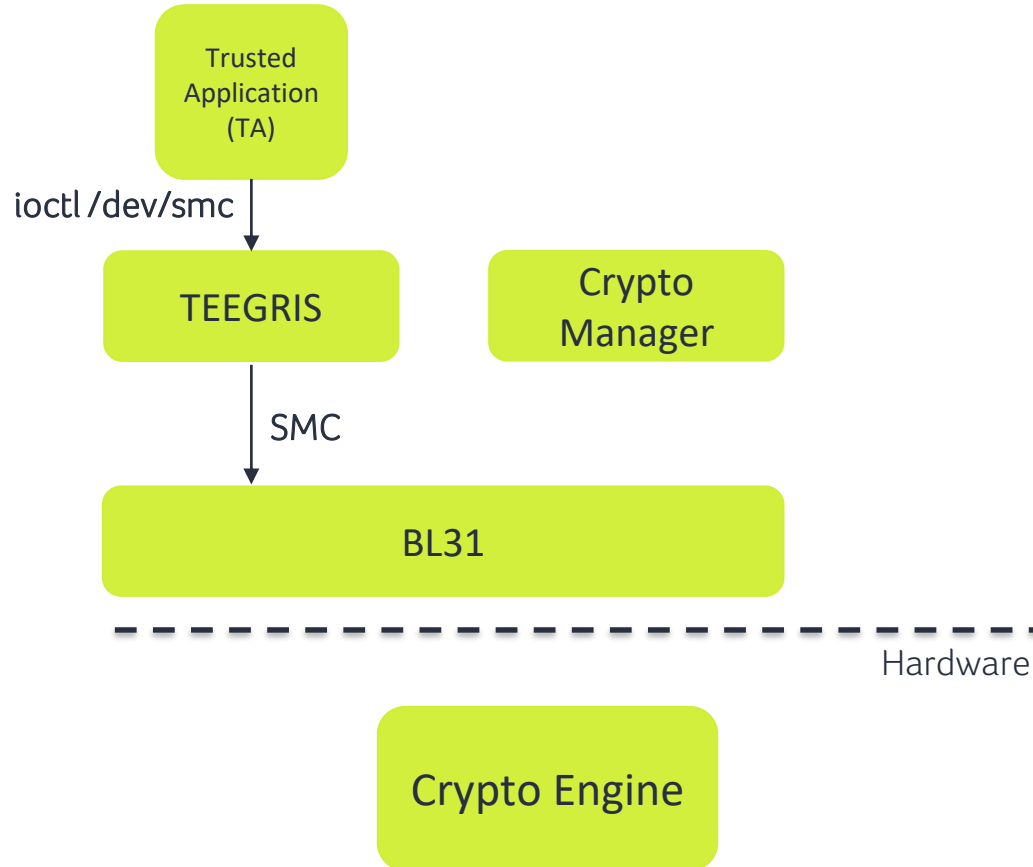 Trusted
Application
(TA)
ioctl /dev/smc
TEEGRIS
Crypto
Manager
SMC
BL31
Hardware
Crypto Engine